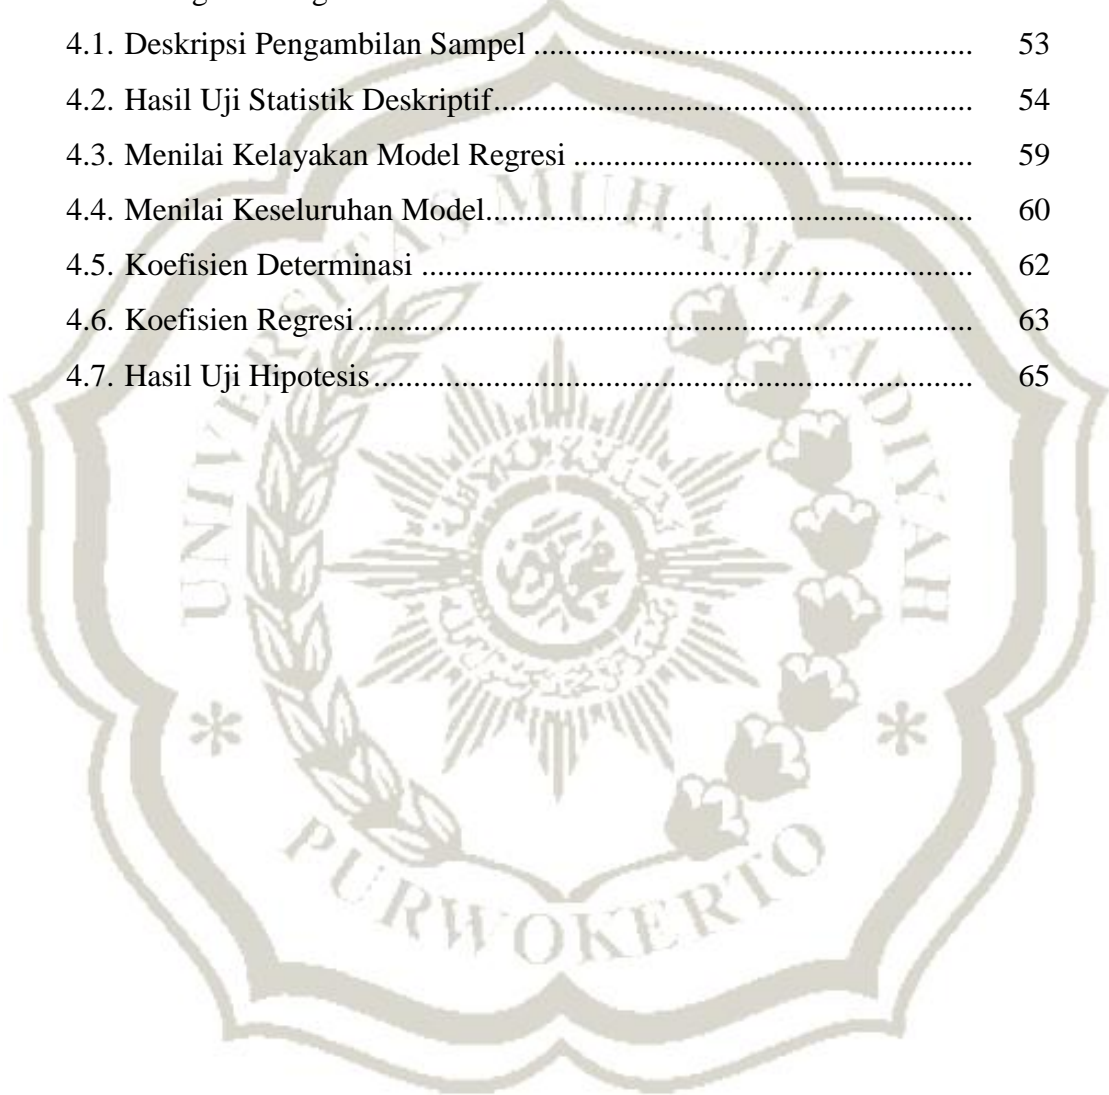 4.1. Deskripsi Pengambilan Sampel ....................................................... 53
4.2. Hasil Uji Statistik Deskriptif............................................................ 54
4.3. Menilai Kelayakan Model Regresi .................................................. 59
4.4. Menilai Keseluruhan Model............................................................. 60
4.5. Koefisien Determinasi ..................................................................... 62
4.6. Koefisien Regresi............................................................................. 63
4.7. Hasil Uji Hipotesis........................................................................... 65
UNIVERSITAS MUHAMMADIYAH
PURWOKERTO